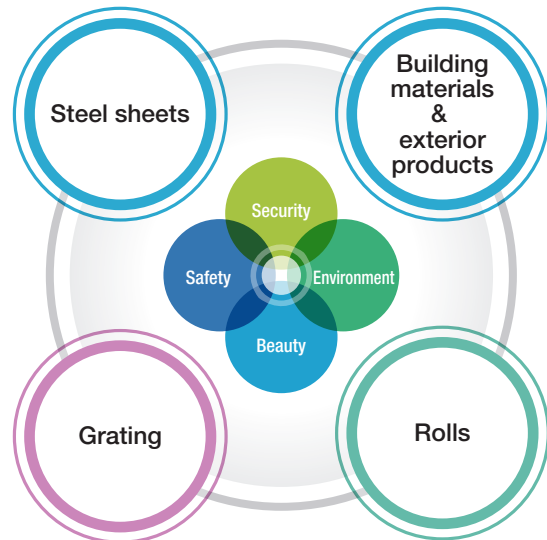 Steel sheets
Building
materials
&
exterior
products
Security
Safety
Environment
Beauty
Grating
Rolls